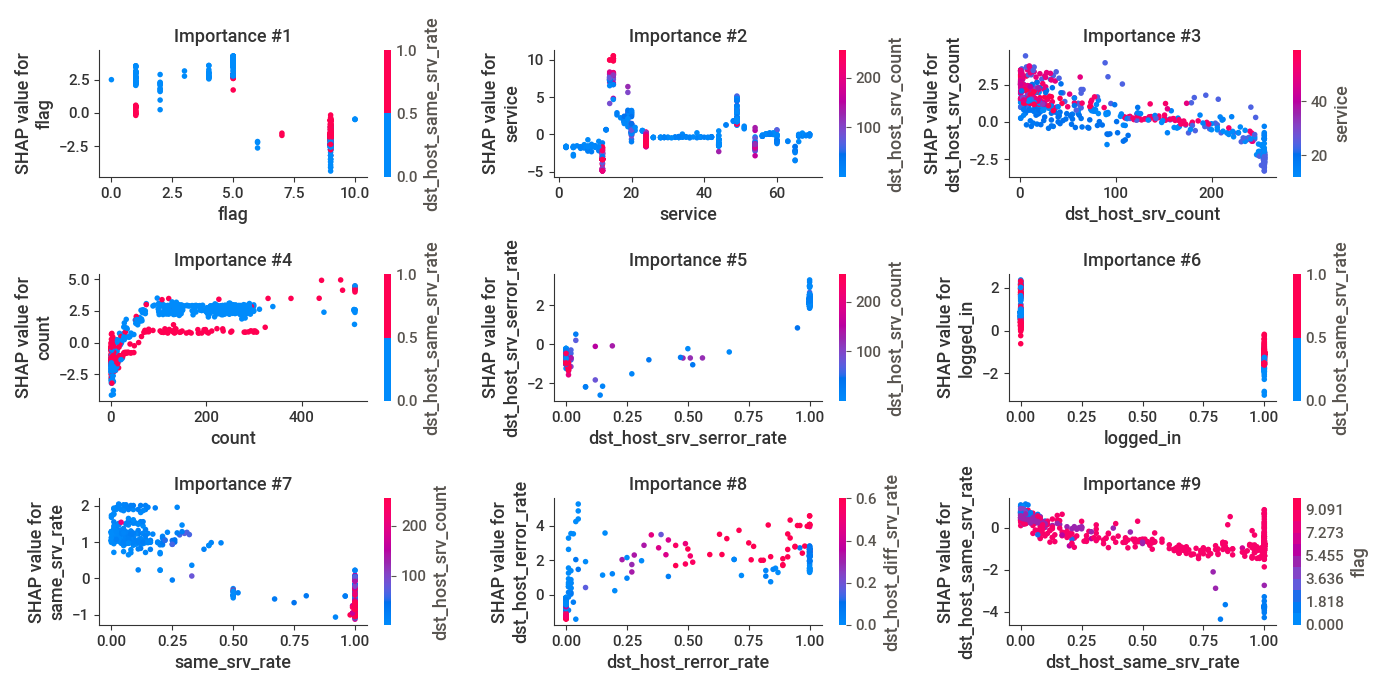 Importance #1
SHAP value for
flag
2.5
0.0
−2.5
0.0 2.5 5.0 7.5 10.0
flag
1.0
0.5
0.0
dst_host_same_srv_rate
Importance #2
SHAP value for
service
10
5
0
−5
0 20 40 60
service
200
100
dst_host_srv_count
Importance #3
SHAP value for
dst_host_srv_count
2.5
0.0
−2.5
0 100 200
dst_host_srv_count
40
20
service
Importance #4
SHAP value for
count
5.0
2.5
0.0
−2.5
0 200 400
count
1.0
0.5
0.0
dst_host_same_srv_rate
Importance #5
SHAP value for
dst_host_srv_serror_rate
2
0
−2
0.00 0.25 0.50 0.75 1.00
dst_host_srv_serror_rate
200
100
dst_host_srv_count
Importance #6
SHAP value for
logged_in
2
0
−2
0.00 0.25 0.50 0.75 1.00
logged_in
1.0
0.5
0.0
dst_host_same_srv_rate
Importance #7
SHAP value for
same_srv_rate
2
1
0
−1
0.00 0.25 0.50 0.75 1.00
same_srv_rate
200
100
dst_host_srv_count
Importance #8
SHAP value for
dst_host_rerror_rate
4
2
0
0.00 0.25 0.50 0.75 1.00
dst_host_rerror_rate
0.6
0.4
0.2
0.0
dst_host_diff_srv_rate
Importance #9
SHAP value for
dst_host_same_srv_rate
0
−2
−4
0.00 0.25 0.50 0.75 1.00
dst_host_same_srv_rate
9.091
7.273
5.455
3.636
1.818
0.000
flag